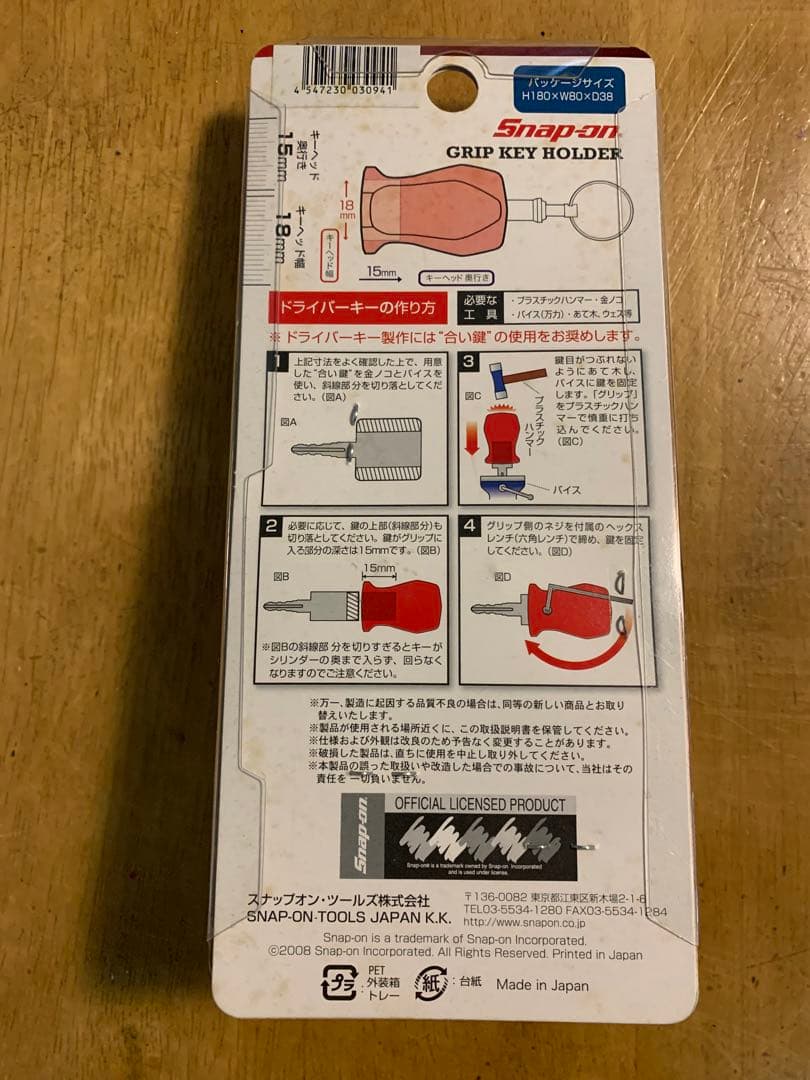 4 547230 030941
パッケージサイズ
H180×W80×D38
Snap-on
GRIP KEY HOLDER
キーヘッド
奥行き
15mm
キーヘッド幅
18mm
18
mm
キーヘッド幅
15mm
キーヘッド奥行き
ドライバーキーの作り方
必要な
工 具
・プラスチックハンマー・金ノコ
・バイス(万力)・あて木、ウェス等
※ドライバーキー製作には"合い鍵"の使用をお奨めします。
1
上記寸法をよく確認した上で、用意
した"合い鍵"を金ノコとバイスを
使い、斜線部分を切り落としてくだ
さい。(図A)
図A
3
鍵目がつぶれない
ようにあて木し、
バイスに鍵を固定
します。「グリップ」
をプラスチックハン
マーで慎重に打ち
込んでください。
(図C)
図C
プラスチック
ハンマー
バイス
2
必要に応じて、鍵の上部(斜線部分)も
切り落としてください。鍵がグリップに
入る部分の深さは15mmです。(図B)
15mm
図B
※図Bの斜線部分を切りすぎるとキーが
シリンダーの奥まで入らず、回らなく
なりますのでご注意ください。
4
グリップ側のネジを付属のヘックス
レンチ(六角レンチ)で締め、鍵を固定
してください。(図D)
図D
※万一、製造に起因する品質不良の場合は、同等の新しい商品とお取り
替えいたします。
※製品が使用される場所近くに、この取扱説明書を保管してください。
※仕様および外観は改良のため予告なく変更することがあります。
※破損した製品は、直ちに使用を中止し取り外してください。
※本製品の誤った取扱いや改造した場合での事故について、当社はその
責任を一切負いません。
Snap-on
OFFICIAL LICENSED PRODUCT
Snap-on® is a trademark owned by Snap-on Incorporated
and is used under license.
スナップオン・ツールズ株式会社
SNAP-ON-TOOLS JAPAN K.K.
〒136-0082 東京都江東区新木場2-1-6
TEL03-5534-1280 FAX03-5534-1284
http://www.snapon.co.jp
Snap-on is a trademark of Snap-on Incorporated.
©2008 Snap-on Incorporated. All Rights Reserved. Printed in Japan
プラ
PET
:外装箱
トレー
紙
:台紙
Made in Japan